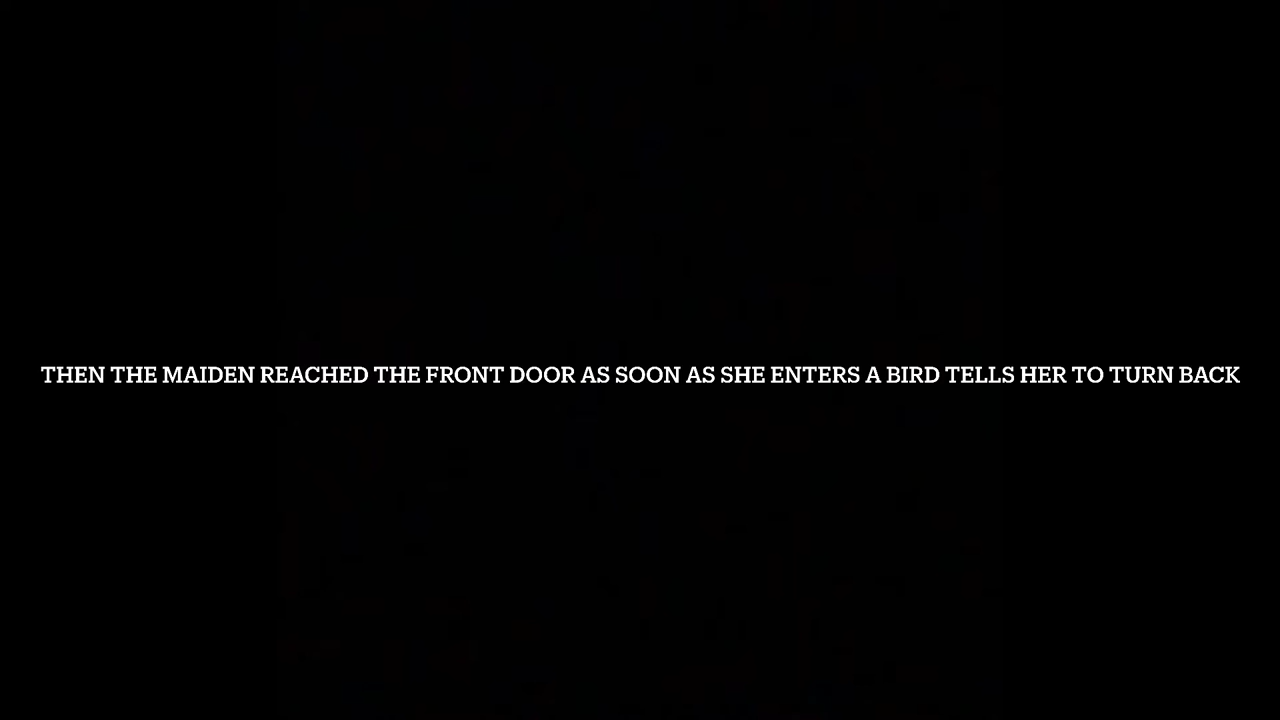 THEN THE MAIDEN REACHED THE FRONT DOOR AS SOON AS SHE ENTERS A BIRD TELLS HER TO TURN BACK